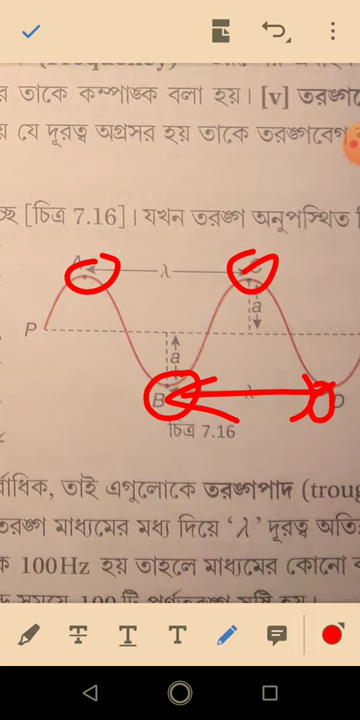 র তাকে কম্পাঙ্ক বলা হয়। [v] তরঙ্গ
য় যে দূরত্ব অগ্রসর হয় তাকে তরঙ্গবেগ
চ্ছ [চিত্র 7.16]। যখন তরঙ্গ অনুপস্থিত
λ
a
P
a
B
λ
D
চিত্র 7.16
র্বাধিক, তাই এগুলোকে তরঙ্গপাদ (troug
তরঙ্গ মাধ্যমের মধ্য দিয়ে ‘λ’ দূরত্ব অতি
ক 100Hz হয় তাহলে মাধ্যমের কোনো
T T T